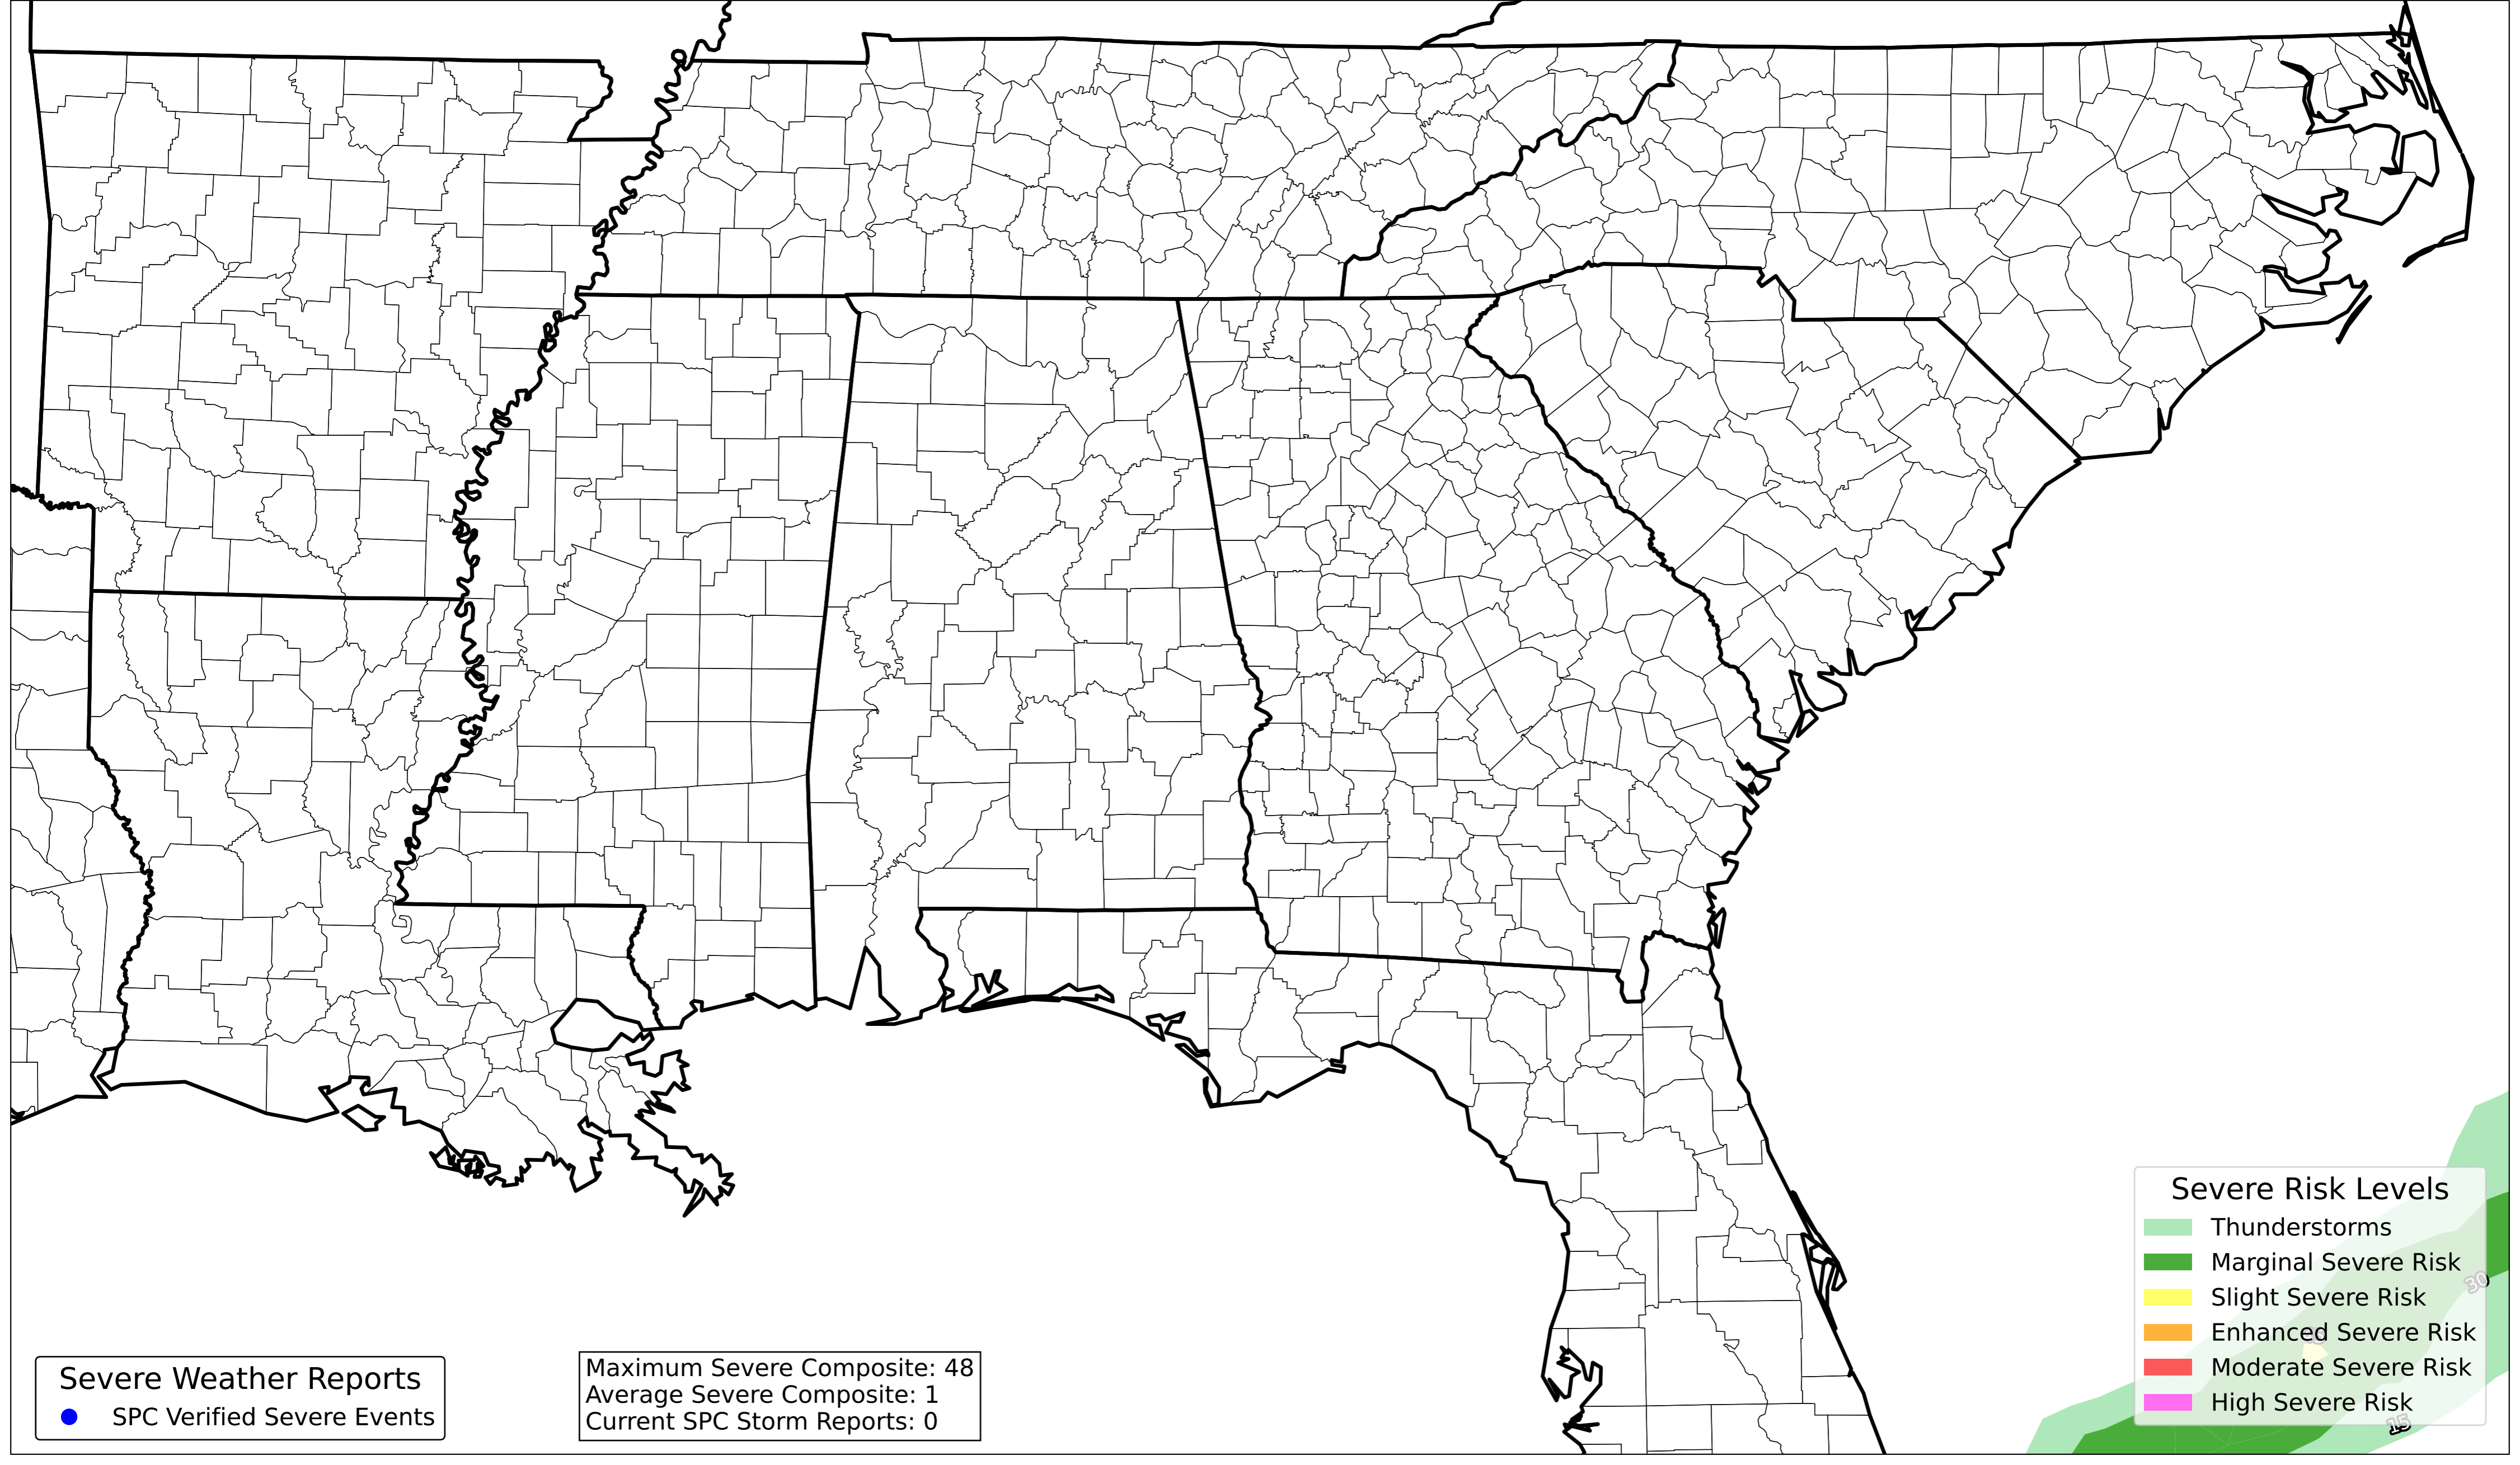 Severe Risk Levels
Thunderstorms
Marginal Severe Risk
Slight Severe Risk
Enhanced Severe Risk
Moderate Severe Risk
High Severe Risk
30
15
Severe Weather Reports
SPC Verified Severe Events
Maximum Severe Composite: 48
Average Severe Composite: 1
Current SPC Storm Reports: 0